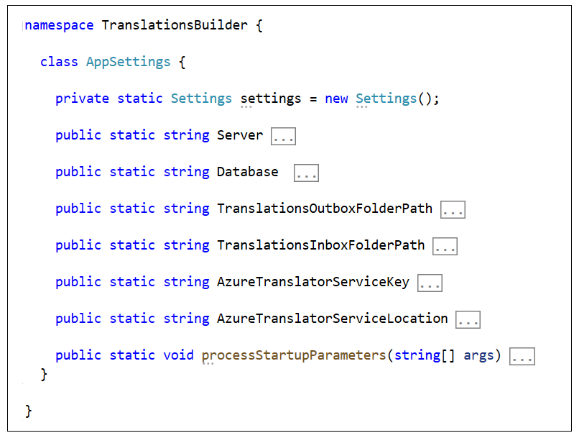 namespace TranslationsBuilder {
class AppSettings {
private static Settings settings = new Settings();
public static string Server ...
public static string Database ...
public static string TranslationsOutboxFolderPath ...
public static string TranslationsInboxFolderPath ...
public static string AzureTranslatorServiceKey ...
public static string AzureTranslatorServiceLocation ...
public static void processStartupParameters(string[] args) ...
}
}